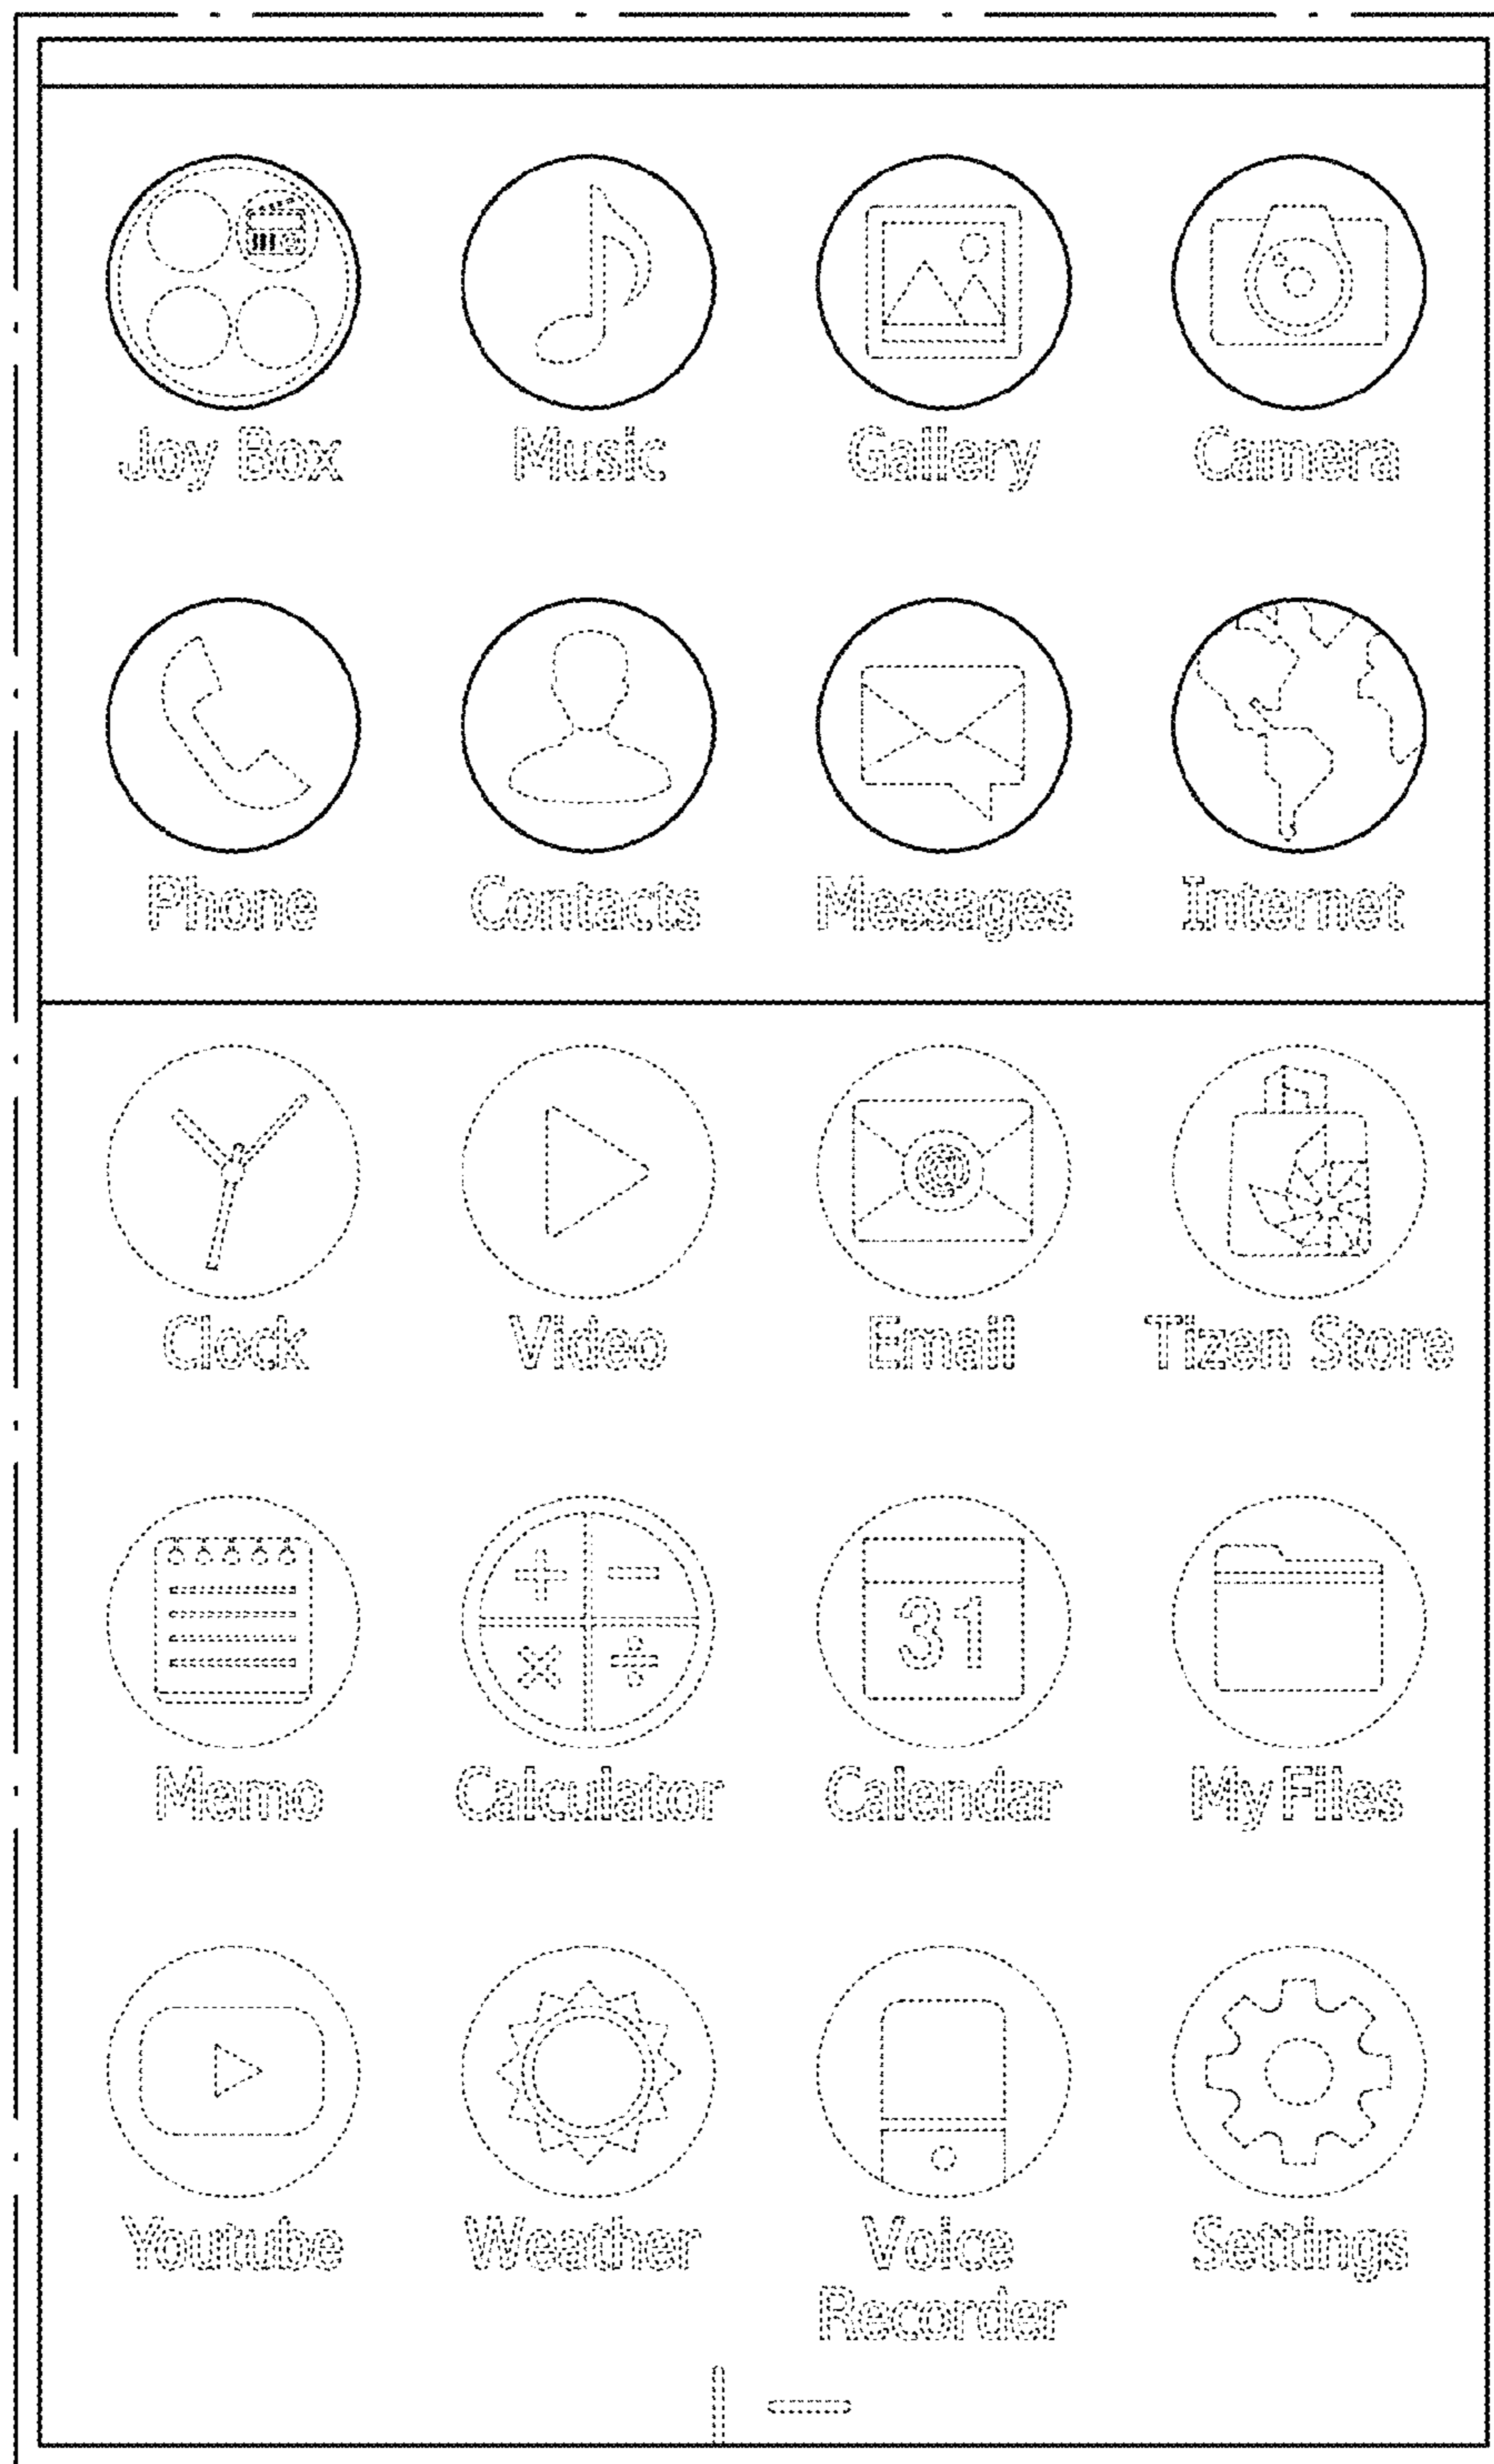 Joy Box Music Gallery Camera
Phone Contacts Messages Internet
@
Clock Video Email Tizen Store
+ −
31
× ÷
Memo Calculator Calendar My Files
Youtube Weather Voice Settings
Recorder